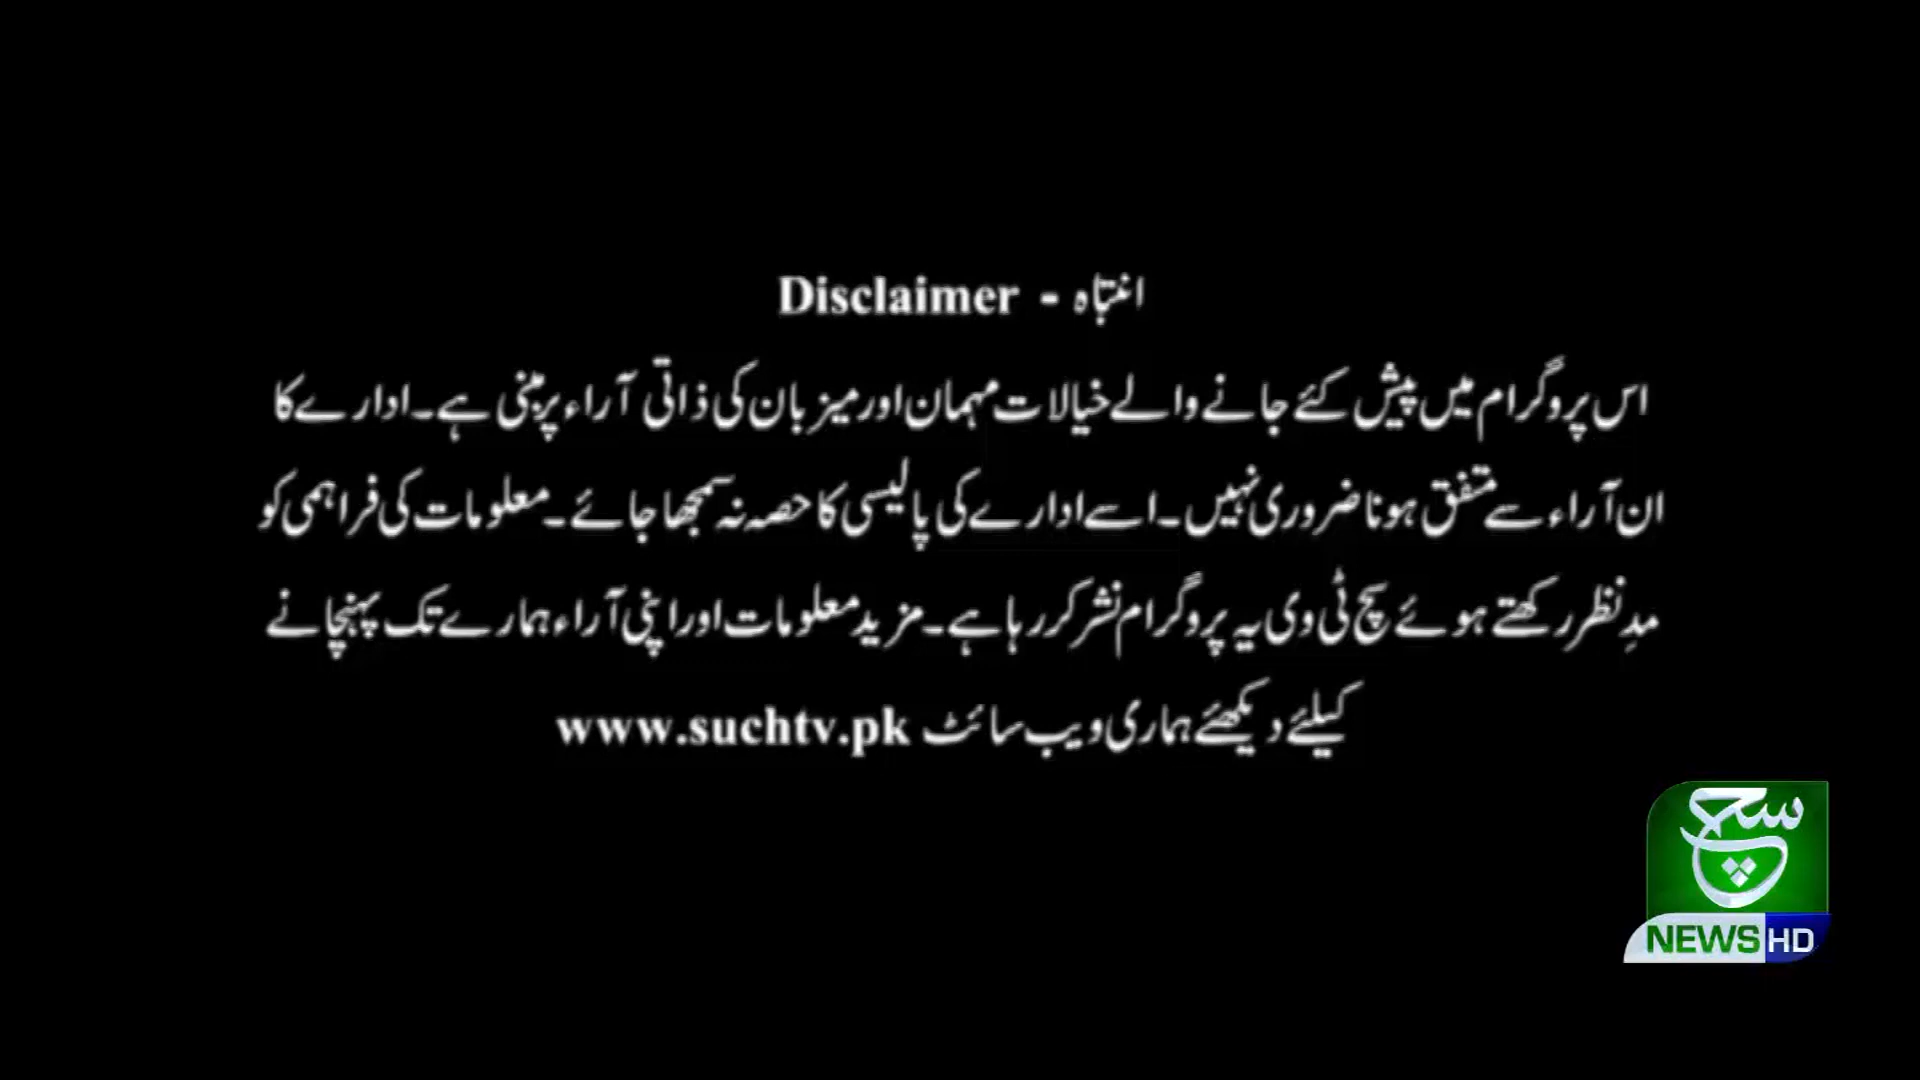 انتباہ - Disclaimer
اس پروگرام میں پیش کئے جانے والے خیالات مہمان اور میزبان کی ذاتی آراء پر مبنی ہے۔ ادارے کا
ان آراء سے متفق ہونا ضروری نہیں۔ اسے ادارے کی پالیسی کا حصہ نہ سمجھا جائے۔ معلومات کی فراہمی کو
مدِنظر رکھتے ہوئے سچ ٹی وی یہ پروگرام نشر کر رہا ہے۔ مزید معلومات اور اپنی آراء ہمارے تک پہنچانے
کیلئے دیکھئے ہماری ویب سائٹ www.suchtv.pk
سچ
NEWS HD